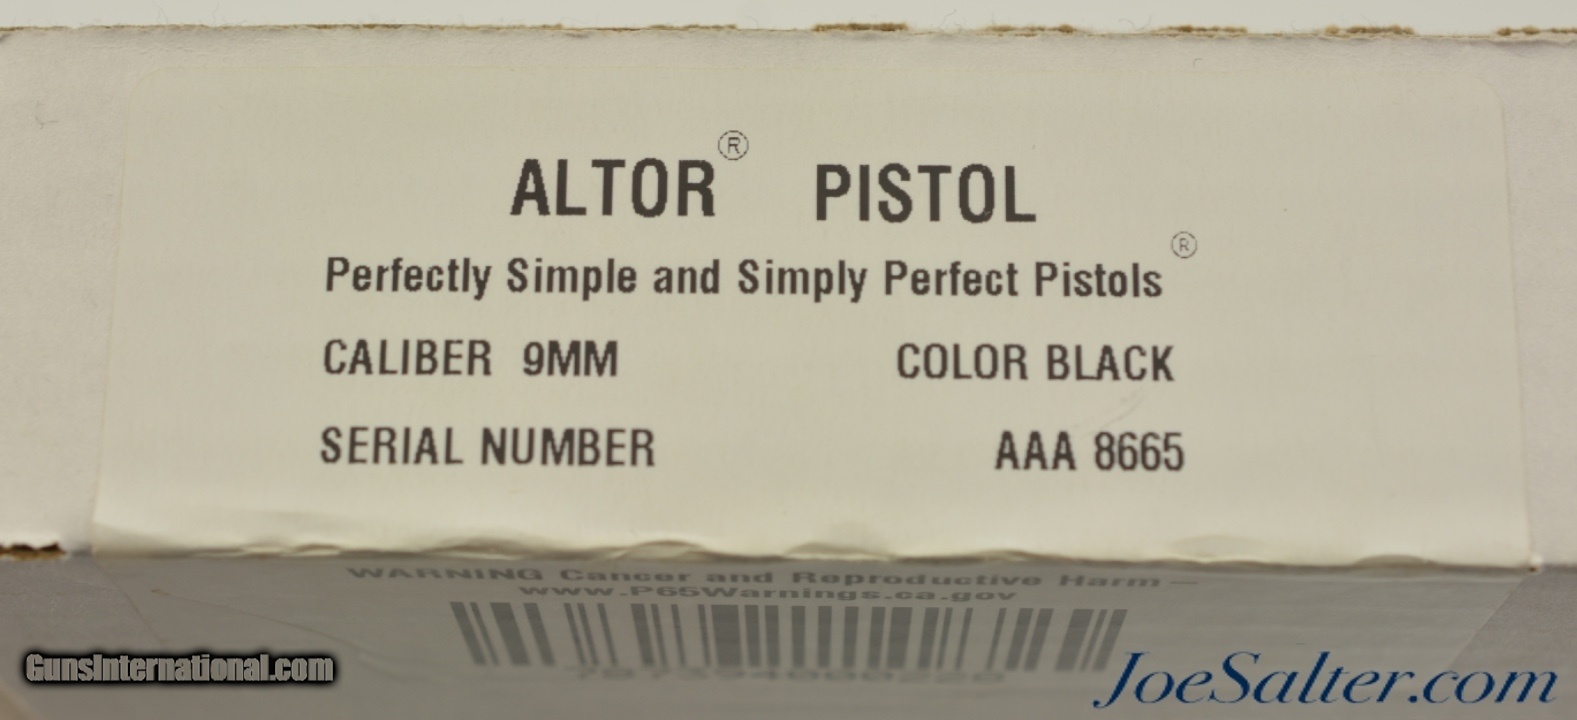 ALTOR® PISTOL
Perfectly Simple and Simply Perfect Pistols®
CALIBER 9MM COLOR BLACK
SERIAL NUMBER AAA 8665
WARNING Cancer and Reproductive Harm –
www.P65Warnings.ca.gov
GunsInternational.com
JoeSalter.com